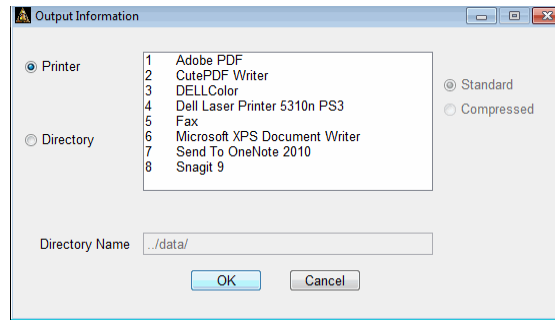 Output Information
Printer
1 Adobe PDF
2 CutePDF Writer
3 DELLColor
4 Dell Laser Printer 5310n PS3
5 Fax
6 Microsoft XPS Document Writer
7 Send To OneNote 2010
8 Snagit 9
Standard
Compressed
Directory
Directory Name ../data/
OK Cancel